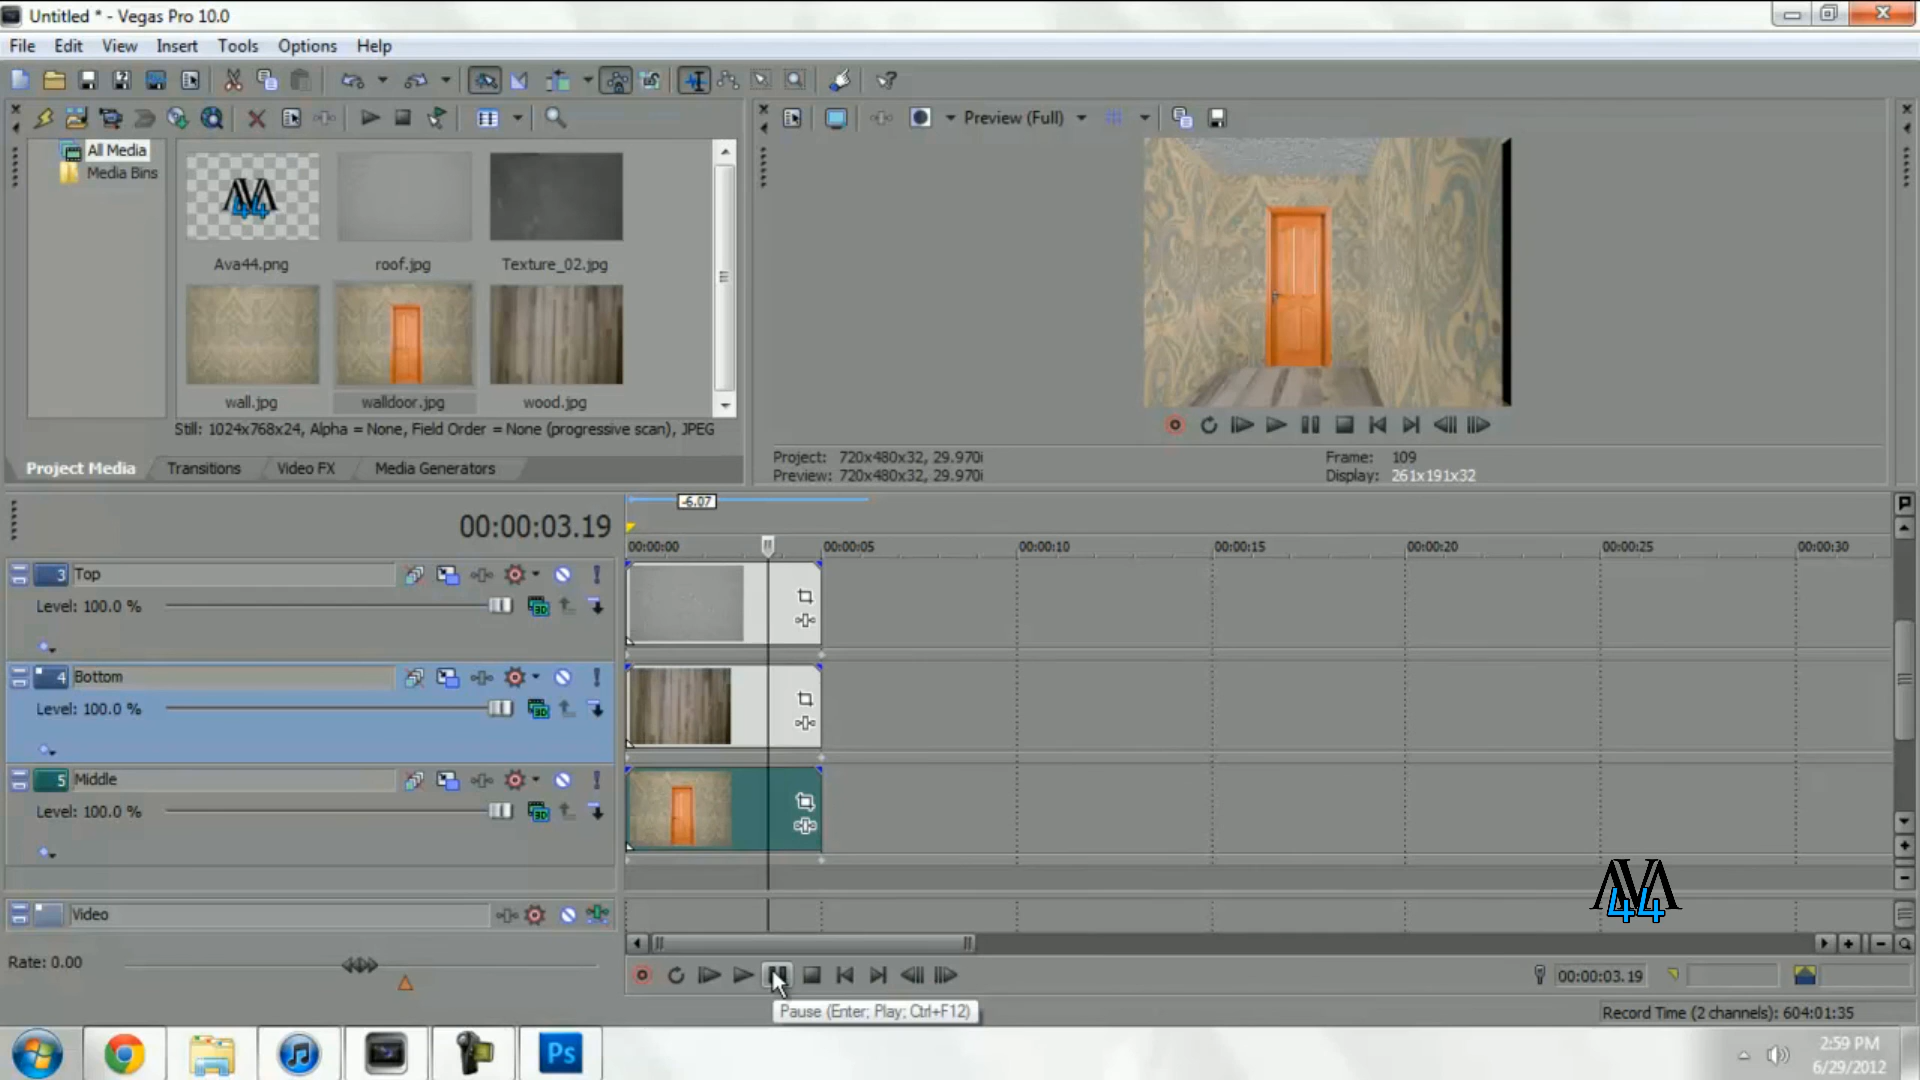 Untitled * - Vegas Pro 10.0
File Edit View Insert Tools Options Help
Preview (Full)
All Media
Media Bins
Ava44.png
roof.jpg
Texture_02.jpg
wall.jpg
walldoor.jpg
wood.jpg
Still: 1024x768x24, Alpha = None, Field Order = None (progressive scan), JPEG
Project Media Transitions Video FX Media Generators
Project: 720x480x32, 29.970i
Preview: 720x480x32, 29.970i
Frame: 109
Display: 261x191x32
-6.07
00:00:03.19
00:00:00 00:00:05 00:00:10 00:00:15 00:00:20 00:00:25 00:00:30
3 Top
Level: 100.0 %
4 Bottom
Level: 100.0 %
5 Middle
Level: 100.0 %
44
Video
Rate: 0.00
00:00:03.19
Pause (Enter; Play; Ctrl+F12)
Record Time (2 channels): 604:01:35
Ps
2:59 PM
6/29/2012